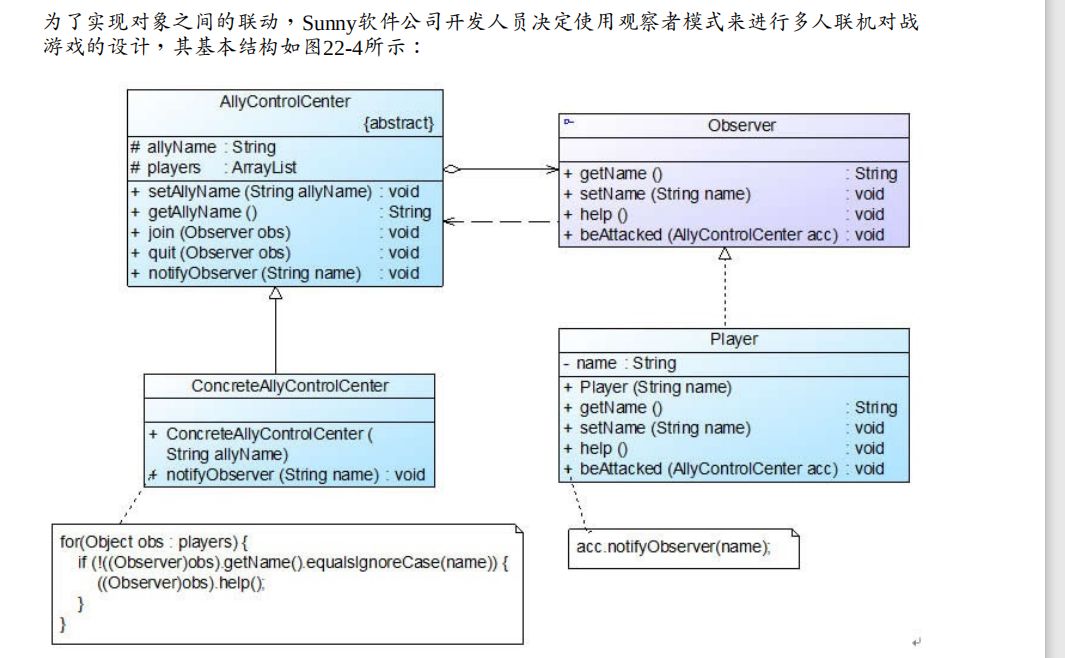 为了实现对象之间的联动，Sunny软件公司开发人员决定使用观察者模式来进行多人联机对战
游戏的设计，其基本结构如图22-4所示：
AllyControlCenter
{abstract}
# allyName : String
# players : ArrayList
+ setAllyName (String allyName) : void
+ getAllyName () : String
+ join (Observer obs) : void
+ quit (Observer obs) : void
+ notifyObserver (String name) : void
Observer
+ getName () : String
+ setName (String name) : void
+ help () : void
+ beAttacked (AllyControlCenter acc) : void
ConcreteAllyControlCenter
+ ConcreteAllyControlCenter (
String allyName)
+ notifyObserver (String name) : void
Player
- name : String
+ Player (String name)
+ getName () : String
+ setName (String name) : void
+ help () : void
+ beAttacked (AllyControlCenter acc) : void
for(Object obs : players) {
if (!((Observer)obs).getName().equalsIgnoreCase(name)) {
((Observer)obs).help();
}
}
acc.notifyObserver(name);